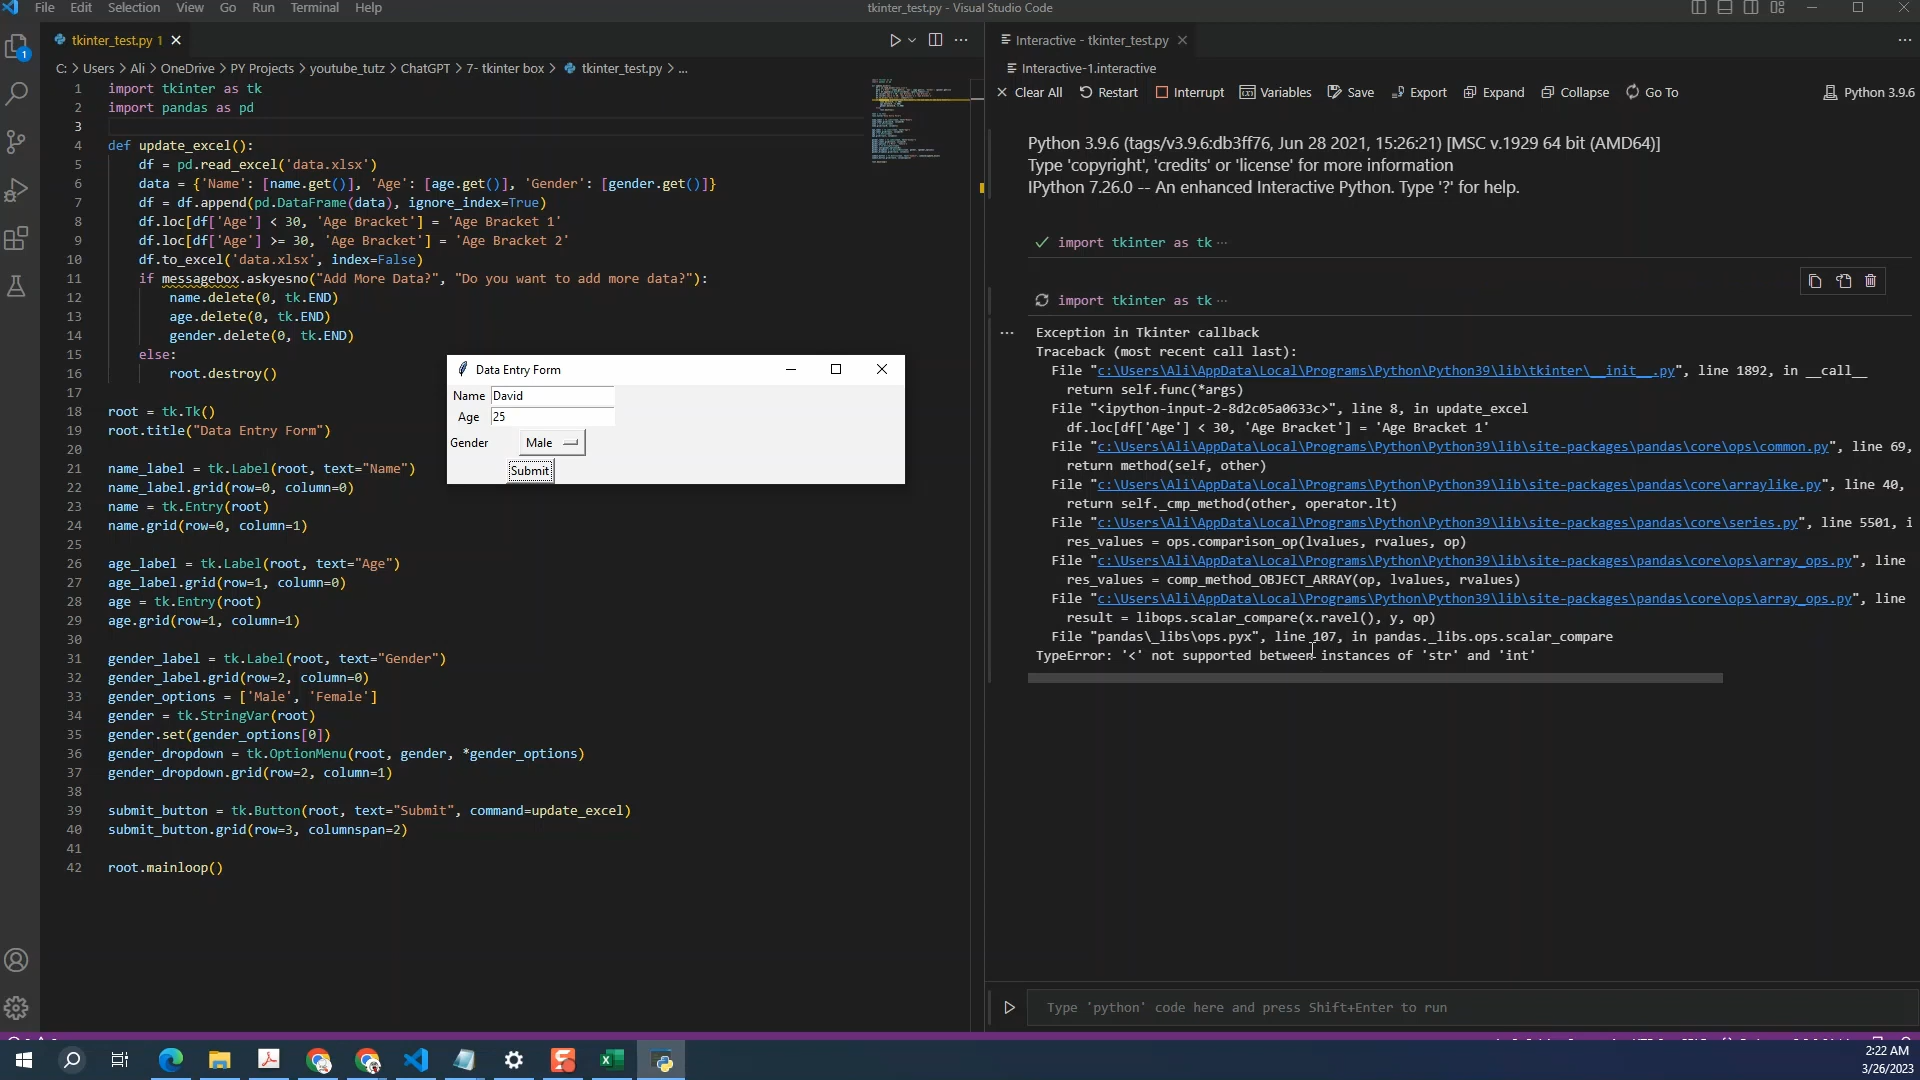 File Edit Selection View Go Run Terminal Help
tkinter_test.py - Visual Studio Code
tkinter_test.py 1
C: > Users > Ali > OneDrive > PY Projects > youtube_tutz > ChatGPT > 7- tkinter box > tkinter_test.py > ...
1 import tkinter as tk
2 import pandas as pd
3
4 def update_excel():
5 df = pd.read_excel('data.xlsx')
6 data = {'Name': [name.get()], 'Age': [age.get()], 'Gender': [gender.get()]}
7 df = df.append(pd.DataFrame(data), ignore_index=True)
8 df.loc[df['Age'] < 30, 'Age Bracket'] = 'Age Bracket 1'
9 df.loc[df['Age'] >= 30, 'Age Bracket'] = 'Age Bracket 2'
10 df.to_excel('data.xlsx', index=False)
11 if messagebox.askyesno("Add More Data?", "Do you want to add more data?"):
12 name.delete(0, tk.END)
13 age.delete(0, tk.END)
14 gender.delete(0, tk.END)
15 else:
16 root.destroy()
17
18 root = tk.Tk()
19 root.title("Data Entry Form")
20
21 name_label = tk.Label(root, text="Name")
22 name_label.grid(row=0, column=0)
23 name = tk.Entry(root)
24 name.grid(row=0, column=1)
25
26 age_label = tk.Label(root, text="Age")
27 age_label.grid(row=1, column=0)
28 age = tk.Entry(root)
29 age.grid(row=1, column=1)
30
31 gender_label = tk.Label(root, text="Gender")
32 gender_label.grid(row=2, column=0)
33 gender_options = ['Male', 'Female']
34 gender = tk.StringVar(root)
35 gender.set(gender_options[0])
36 gender_dropdown = tk.OptionMenu(root, gender, *gender_options)
37 gender_dropdown.grid(row=2, column=1)
38
39 submit_button = tk.Button(root, text="Submit", command=update_excel)
40 submit_button.grid(row=3, columnspan=2)
41
42 root.mainloop()
Data Entry Form
Name David
Age 25
Gender Male
Submit
Interactive - tkinter_test.py
Interactive-1.interactive
Clear All Restart Interrupt Variables Save Export Expand Collapse Go To Python 3.9.6
Python 3.9.6 (tags/v3.9.6:db3ff76, Jun 28 2021, 15:26:21) [MSC v.1929 64 bit (AMD64)]
Type 'copyright', 'credits' or 'license' for more information
IPython 7.26.0 -- An enhanced Interactive Python. Type '?' for help.
import tkinter as tk ...
import tkinter as tk ...
Exception in Tkinter callback
Traceback (most recent call last):
File "c:\Users\Ali\AppData\Local\Programs\Python\Python39\lib\tkinter\__init__.py", line 1892, in __call__
return self.func(*args)
File "<ipython-input-2-8d2c05a0633c>", line 8, in update_excel
df.loc[df['Age'] < 30, 'Age Bracket'] = 'Age Bracket 1'
File "c:\Users\Ali\AppData\Local\Programs\Python\Python39\lib\site-packages\pandas\core\ops\common.py", line 69,
return method(self, other)
File "c:\Users\Ali\AppData\Local\Programs\Python\Python39\lib\site-packages\pandas\core\arraylike.py", line 40,
return self._cmp_method(other, operator.lt)
File "c:\Users\Ali\AppData\Local\Programs\Python\Python39\lib\site-packages\pandas\core\series.py", line 5501, i
res_values = ops.comparison_op(lvalues, rvalues, op)
File "c:\Users\Ali\AppData\Local\Programs\Python\Python39\lib\site-packages\pandas\core\ops\array_ops.py", line
res_values = comp_method_OBJECT_ARRAY(op, lvalues, rvalues)
File "c:\Users\Ali\AppData\Local\Programs\Python\Python39\lib\site-packages\pandas\core\ops\array_ops.py", line
result = libops.scalar_compare(x.ravel(), y, op)
File "pandas\_libs\ops.pyx", line 107, in pandas._libs.ops.scalar_compare
TypeError: '<' not supported between instances of 'str' and 'int'
Type 'python' code here and press Shift+Enter to run
2:22 AM
3/26/2023